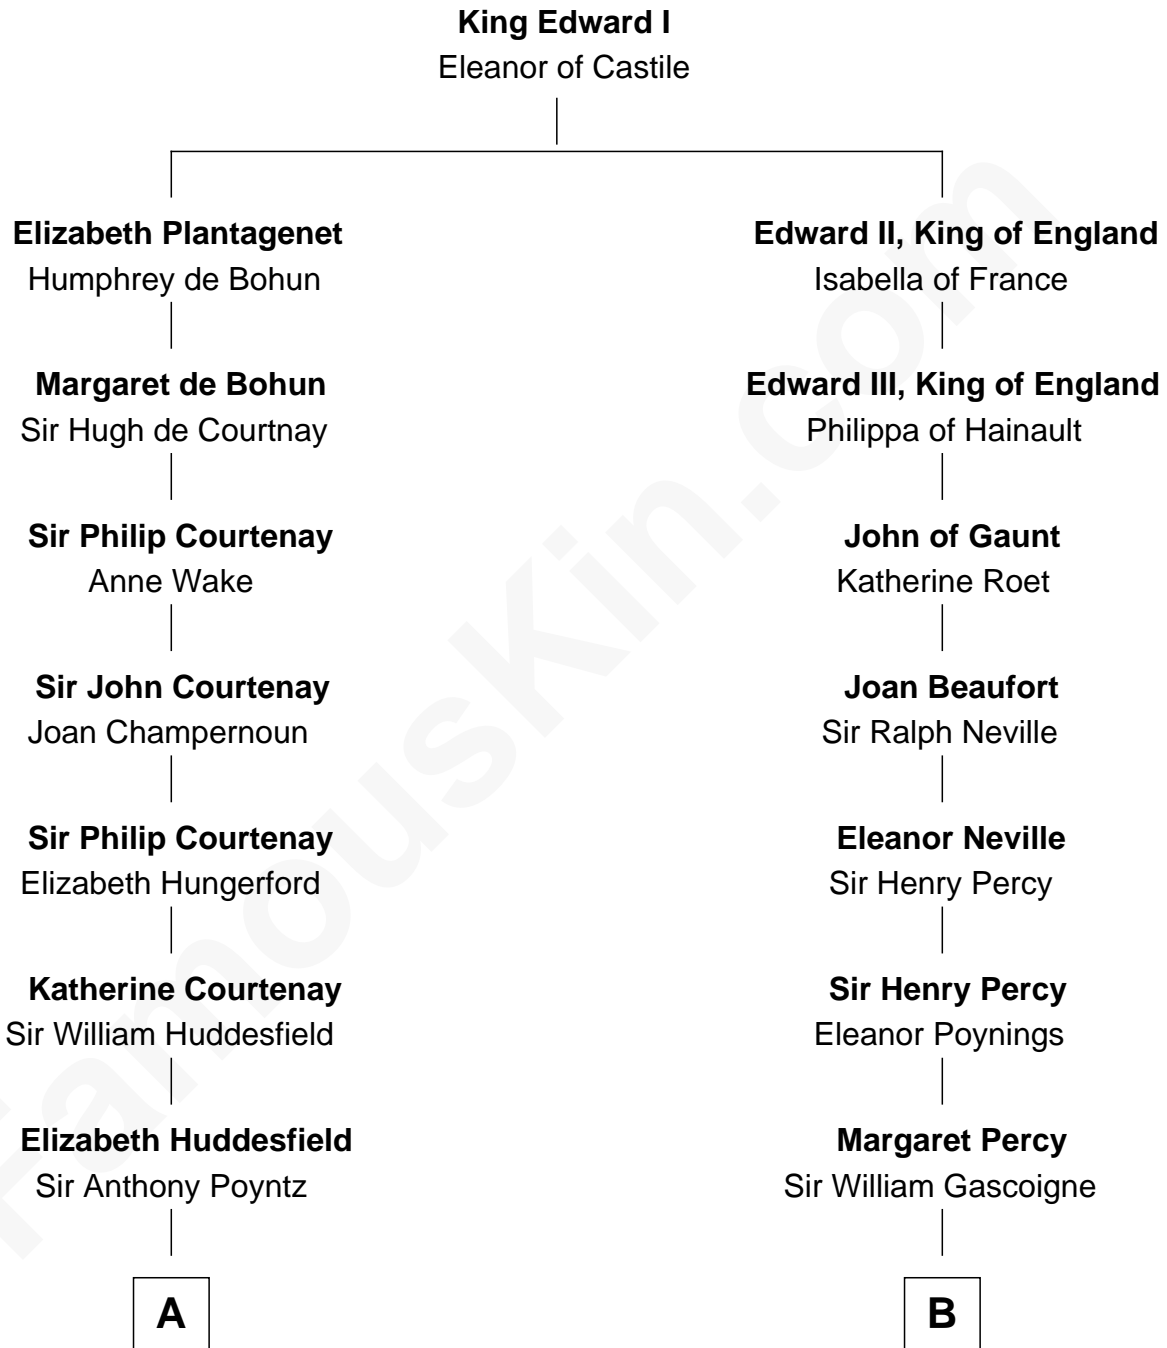 King Edward I
Eleanor of Castile
Elizabeth Plantagenet
Humphrey de Bohun
Edward II, King of England
Isabella of France
Margaret de Bohun
Sir Hugh de Courtnay
Edward III, King of England
Philippa of Hainault
Sir Philip Courtenay
Anne Wake
John of Gaunt
Katherine Roet
Sir John Courtenay
Joan Champernoun
Joan Beaufort
Sir Ralph Neville
Sir Philip Courtenay
Elizabeth Hungerford
Eleanor Neville
Sir Henry Percy
Katherine Courtenay
Sir William Huddesfield
Sir Henry Percy
Eleanor Poynings
Elizabeth Huddesfield
Sir Anthony Poyntz
Margaret Percy
Sir William Gascoigne
A
B
FamousKin.com